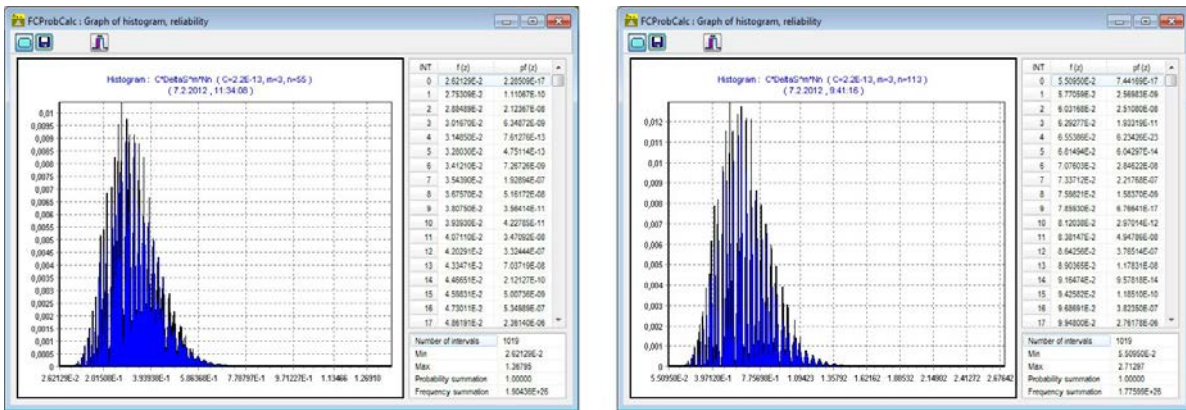 FCProbCalc : Graph of histogram, reliability
Histogram : C*DeltaS^m*Nn ( C=2.2E-13, m=3, n=55 )
( 7.2.2012 , 11:34:08 )
0,01
0,0095
0,009
0,0085
0,008
0,0075
0,007
0,0065
0,006
0,0055
0,005
0,0045
0,004
0,0035
0,003
0,0025
0,002
0,0015
0,001
0,0005
0
2.62129E-2 2.01508E-1 3.93938E-1 5.86368E-1 7.78797E-1 9.71227E-1 1.13466 1.26910
INT f (z) pf (z)
0 2.62129E-2 2.28509E-17
1 2.75309E-2 1.11067E-10
2 2.88489E-2 2.12367E-08
3 3.01670E-2 6.34872E-09
4 3.14850E-2 7.61276E-13
5 3.28030E-2 4.75114E-13
6 3.41210E-2 7.26726E-09
7 3.54390E-2 1.92894E-07
8 3.67570E-2 5.16172E-08
9 3.80750E-2 3.56414E-11
10 3.93930E-2 4.22785E-11
11 4.07110E-2 3.47092E-08
12 4.20291E-2 3.32444E-07
13 4.33471E-2 7.03719E-08
14 4.46651E-2 2.12127E-10
15 4.59831E-2 5.00736E-09
16 4.73011E-2 5.34989E-07
17 4.86191E-2 2.36140E-06
Number of intervals 1019
Min 2.62129E-2
Max 1.36795
Probability summation 1.00000
Frequency summation 1.90436E+26
FCProbCalc : Graph of histogram, reliability
Histogram : C*DeltaS^m*Nn ( C=2.2E-13, m=3, n=113 )
( 7.2.2012 , 9:41:16 )
0,012
0,011
0,01
0,009
0,008
0,007
0,006
0,005
0,004
0,003
0,002
0,001
0
5.50950E-2 3.97120E-1 7.75698E-1 1.09423 1.35792 1.62162 1.88532 2.14902 2.41272 2.67642
INT f (z) pf (z)
0 5.50950E-2 7.44169E-17
1 5.77059E-2 2.56983E-09
2 6.03168E-2 2.51080E-08
3 6.29277E-2 1.93319E-11
4 6.55386E-2 6.23426E-23
5 6.81494E-2 6.04297E-14
6 7.07603E-2 2.84622E-08
7 7.33712E-2 2.21768E-07
8 7.59821E-2 1.58370E-09
9 7.85930E-2 6.76641E-17
10 8.12038E-2 2.97014E-12
11 8.38147E-2 4.94786E-08
12 8.64256E-2 3.76514E-07
13 8.90365E-2 1.17831E-08
14 9.16474E-2 9.57818E-14
15 9.42582E-2 1.18510E-10
16 9.68691E-2 3.82350E-07
17 9.94800E-2 2.76178E-06
Number of intervals 1019
Min 5.50950E-2
Max 2.71297
Probability summation 1.00000
Frequency summation 1.77599E+26